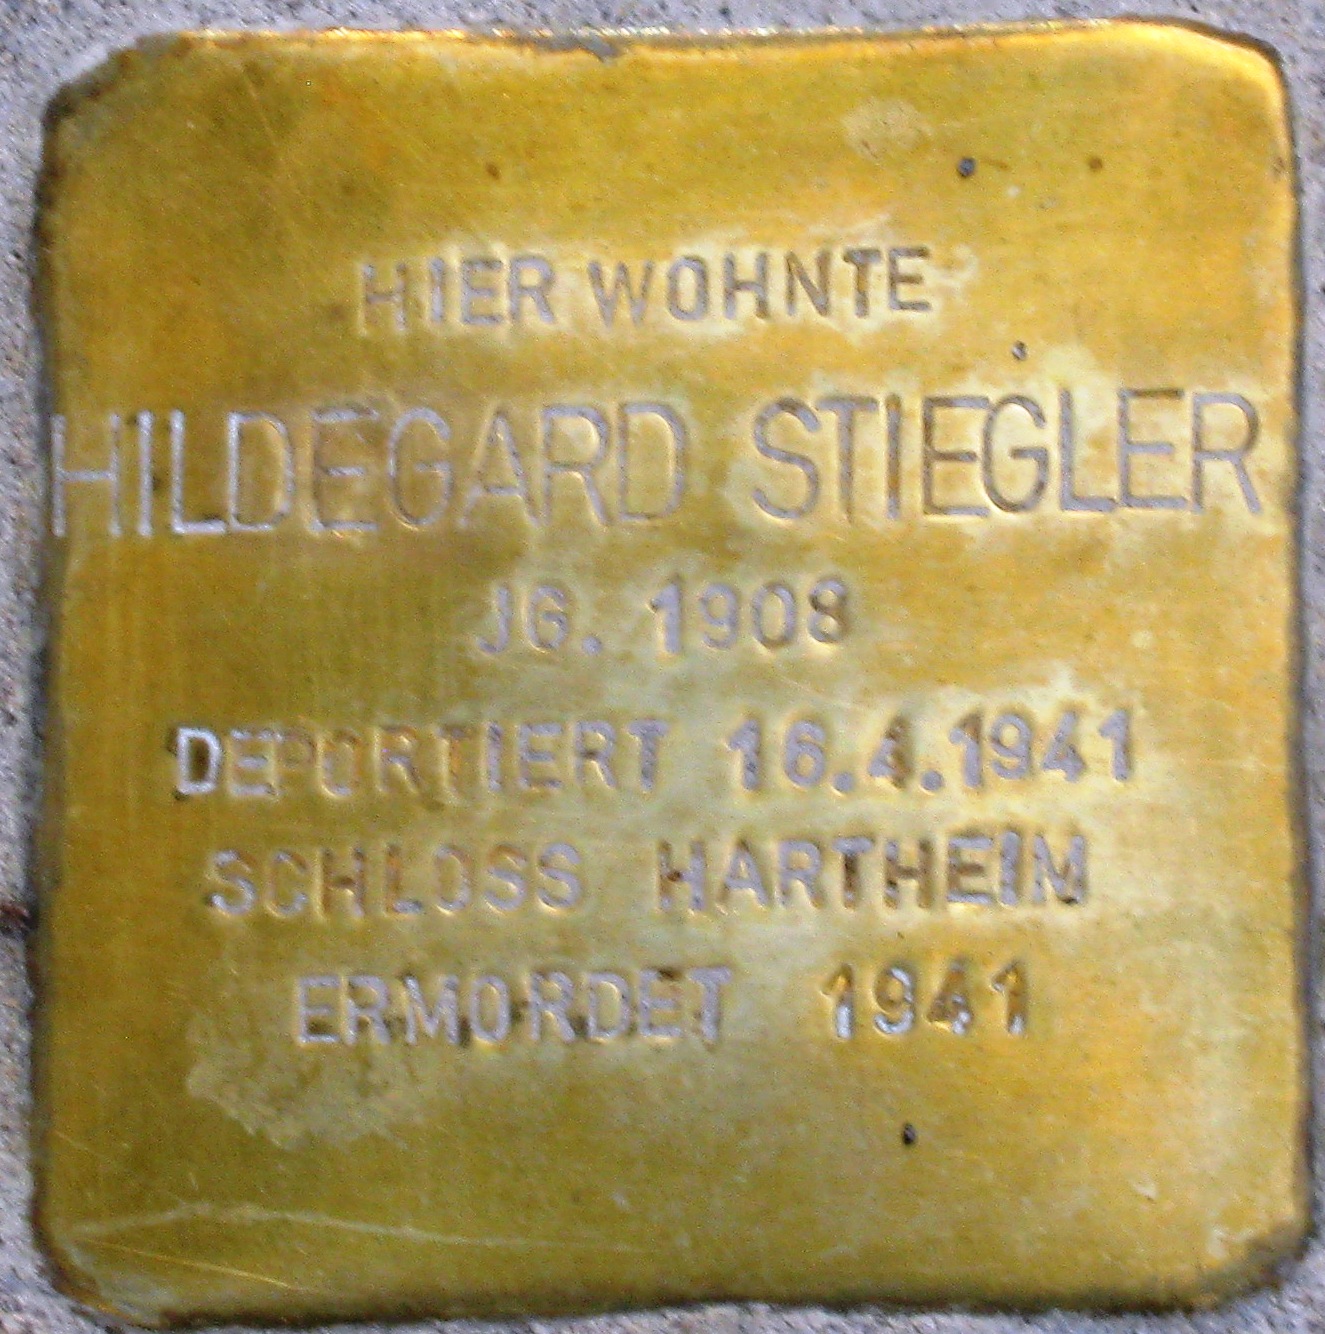 HIER WOHNTE
HILDEGARD STIEGLER
JG. 1908
DEPORTIERT 16.4.1941
SCHLOSS HARTHEIM
ERMORDET 1941